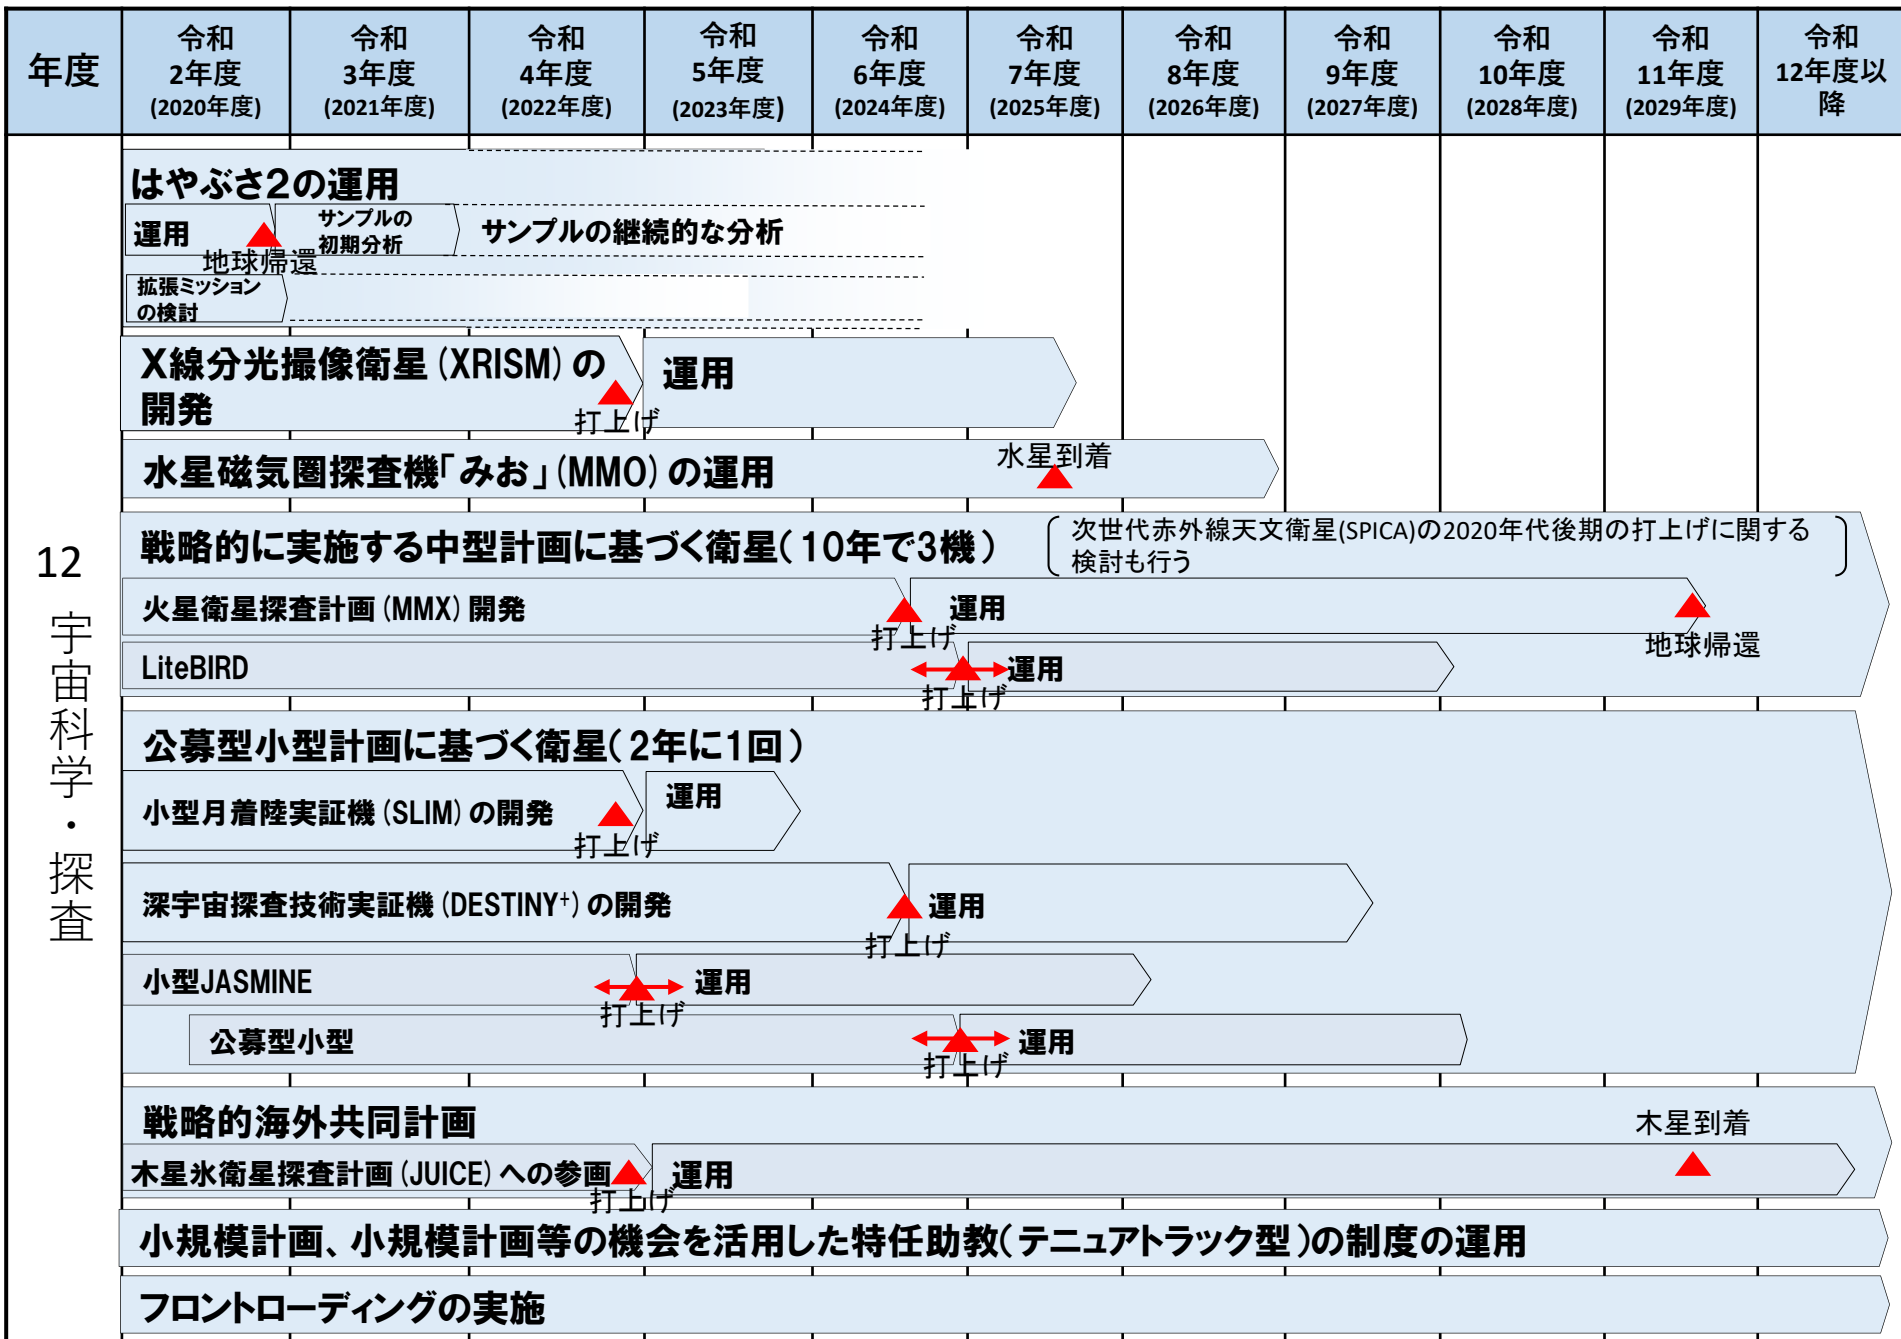 年度
令和
2年度
(2020年度)
令和
3年度
(2021年度)
令和
4年度
(2022年度)
令和
5年度
(2023年度)
令和
6年度
(2024年度)
令和
7年度
(2025年度)
令和
8年度
(2026年度)
令和
9年度
(2027年度)
令和
10年度
(2028年度)
令和
11年度
(2029年度)
令和
12年度以
降
12
宇宙科学・探査
はやぶさ2の運用
運用
地球帰還
サンプルの
初期分析
サンプルの継続的な分析
拡張ミッション
の検討
X線分光撮像衛星(XRISM)の
開発
打上げ
運用
水星磁気圏探査機「みお」(MMO)の運用
水星到着
戦略的に実施する中型計画に基づく衛星(10年で3機)
次世代赤外線天文衛星(SPICA)の2020年代後期の打上げに関する
検討も行う
火星衛星探査計画(MMX)開発
打上げ
運用
地球帰還
LiteBIRD
打上げ
運用
公募型小型計画に基づく衛星(2年に1回)
小型月着陸実証機(SLIM)の開発
打上げ
運用
深宇宙探査技術実証機(DESTINY⁺)の開発
打上げ
運用
小型JASMINE
打上げ
運用
公募型小型
打上げ
運用
戦略的海外共同計画
木星氷衛星探査計画(JUICE)への参画
打上げ
運用
木星到着
小規模計画、小規模計画等の機会を活用した特任助教(テニュアトラック型)の制度の運用
フロントローディングの実施